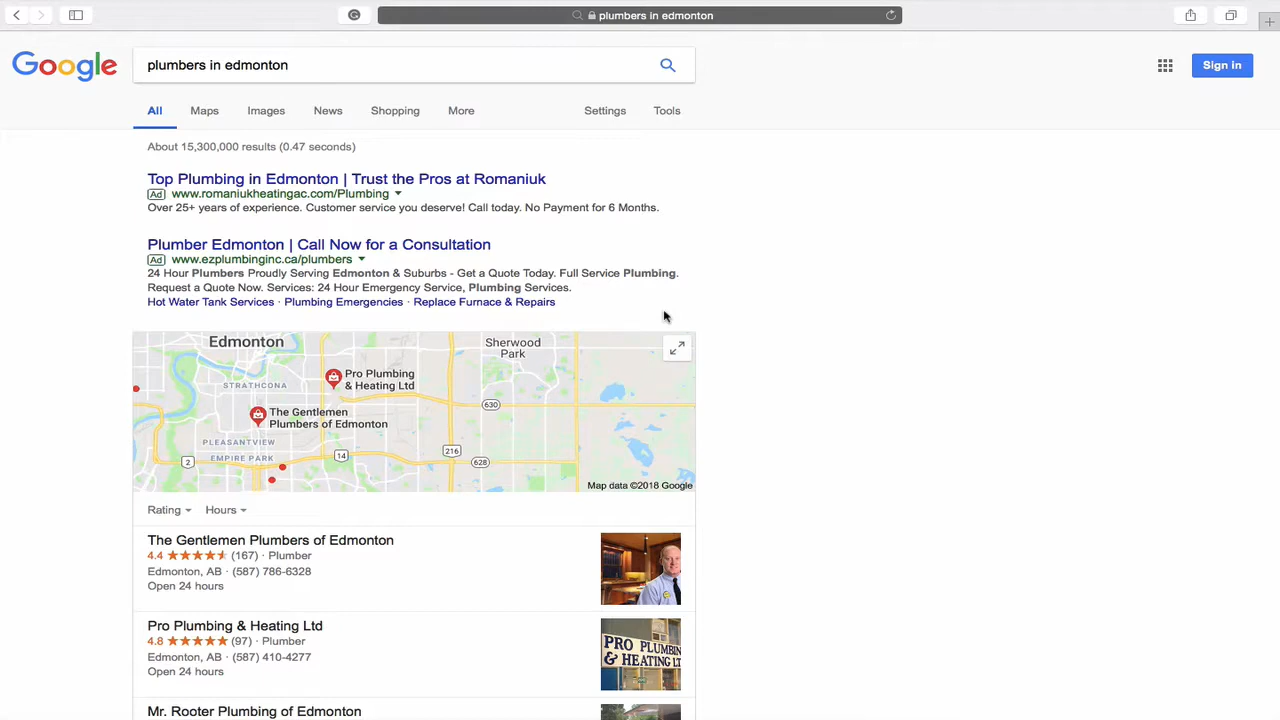 plumbers in edmonton
Google
plumbers in edmonton
Sign in
All Maps Images News Shopping More Settings Tools
About 15,300,000 results (0.47 seconds)
Top Plumbing in Edmonton | Trust the Pros at Romaniuk
Ad www.romaniukheatingac.com/Plumbing
Over 25+ years of experience. Customer service you deserve! Call today. No Payment for 6 Months.
Plumber Edmonton | Call Now for a Consultation
Ad www.ezplumbinginc.ca/plumbers
24 Hour Plumbers Proudly Serving Edmonton & Suburbs - Get a Quote Today. Full Service Plumbing.
Request a Quote Now. Services: 24 Hour Emergency Service, Plumbing Services.
Hot Water Tank Services · Plumbing Emergencies · Replace Furnace & Repairs
Edmonton
Sherwood
Park
STRATHCONA
Pro Plumbing
& Heating Ltd
630
The Gentlemen
Plumbers of Edmonton
PLEASANTVIEW
EMPIRE PARK
2
14
216
628
Map data ©2018 Google
Rating Hours
The Gentlemen Plumbers of Edmonton
4.4 (167) · Plumber
Edmonton, AB · (587) 786-6328
Open 24 hours
Pro Plumbing & Heating Ltd
4.8 (97) · Plumber
Edmonton, AB · (587) 410-4277
Open 24 hours
PRO PLUMBIN
& HEATING LT
Mr. Rooter Plumbing of Edmonton